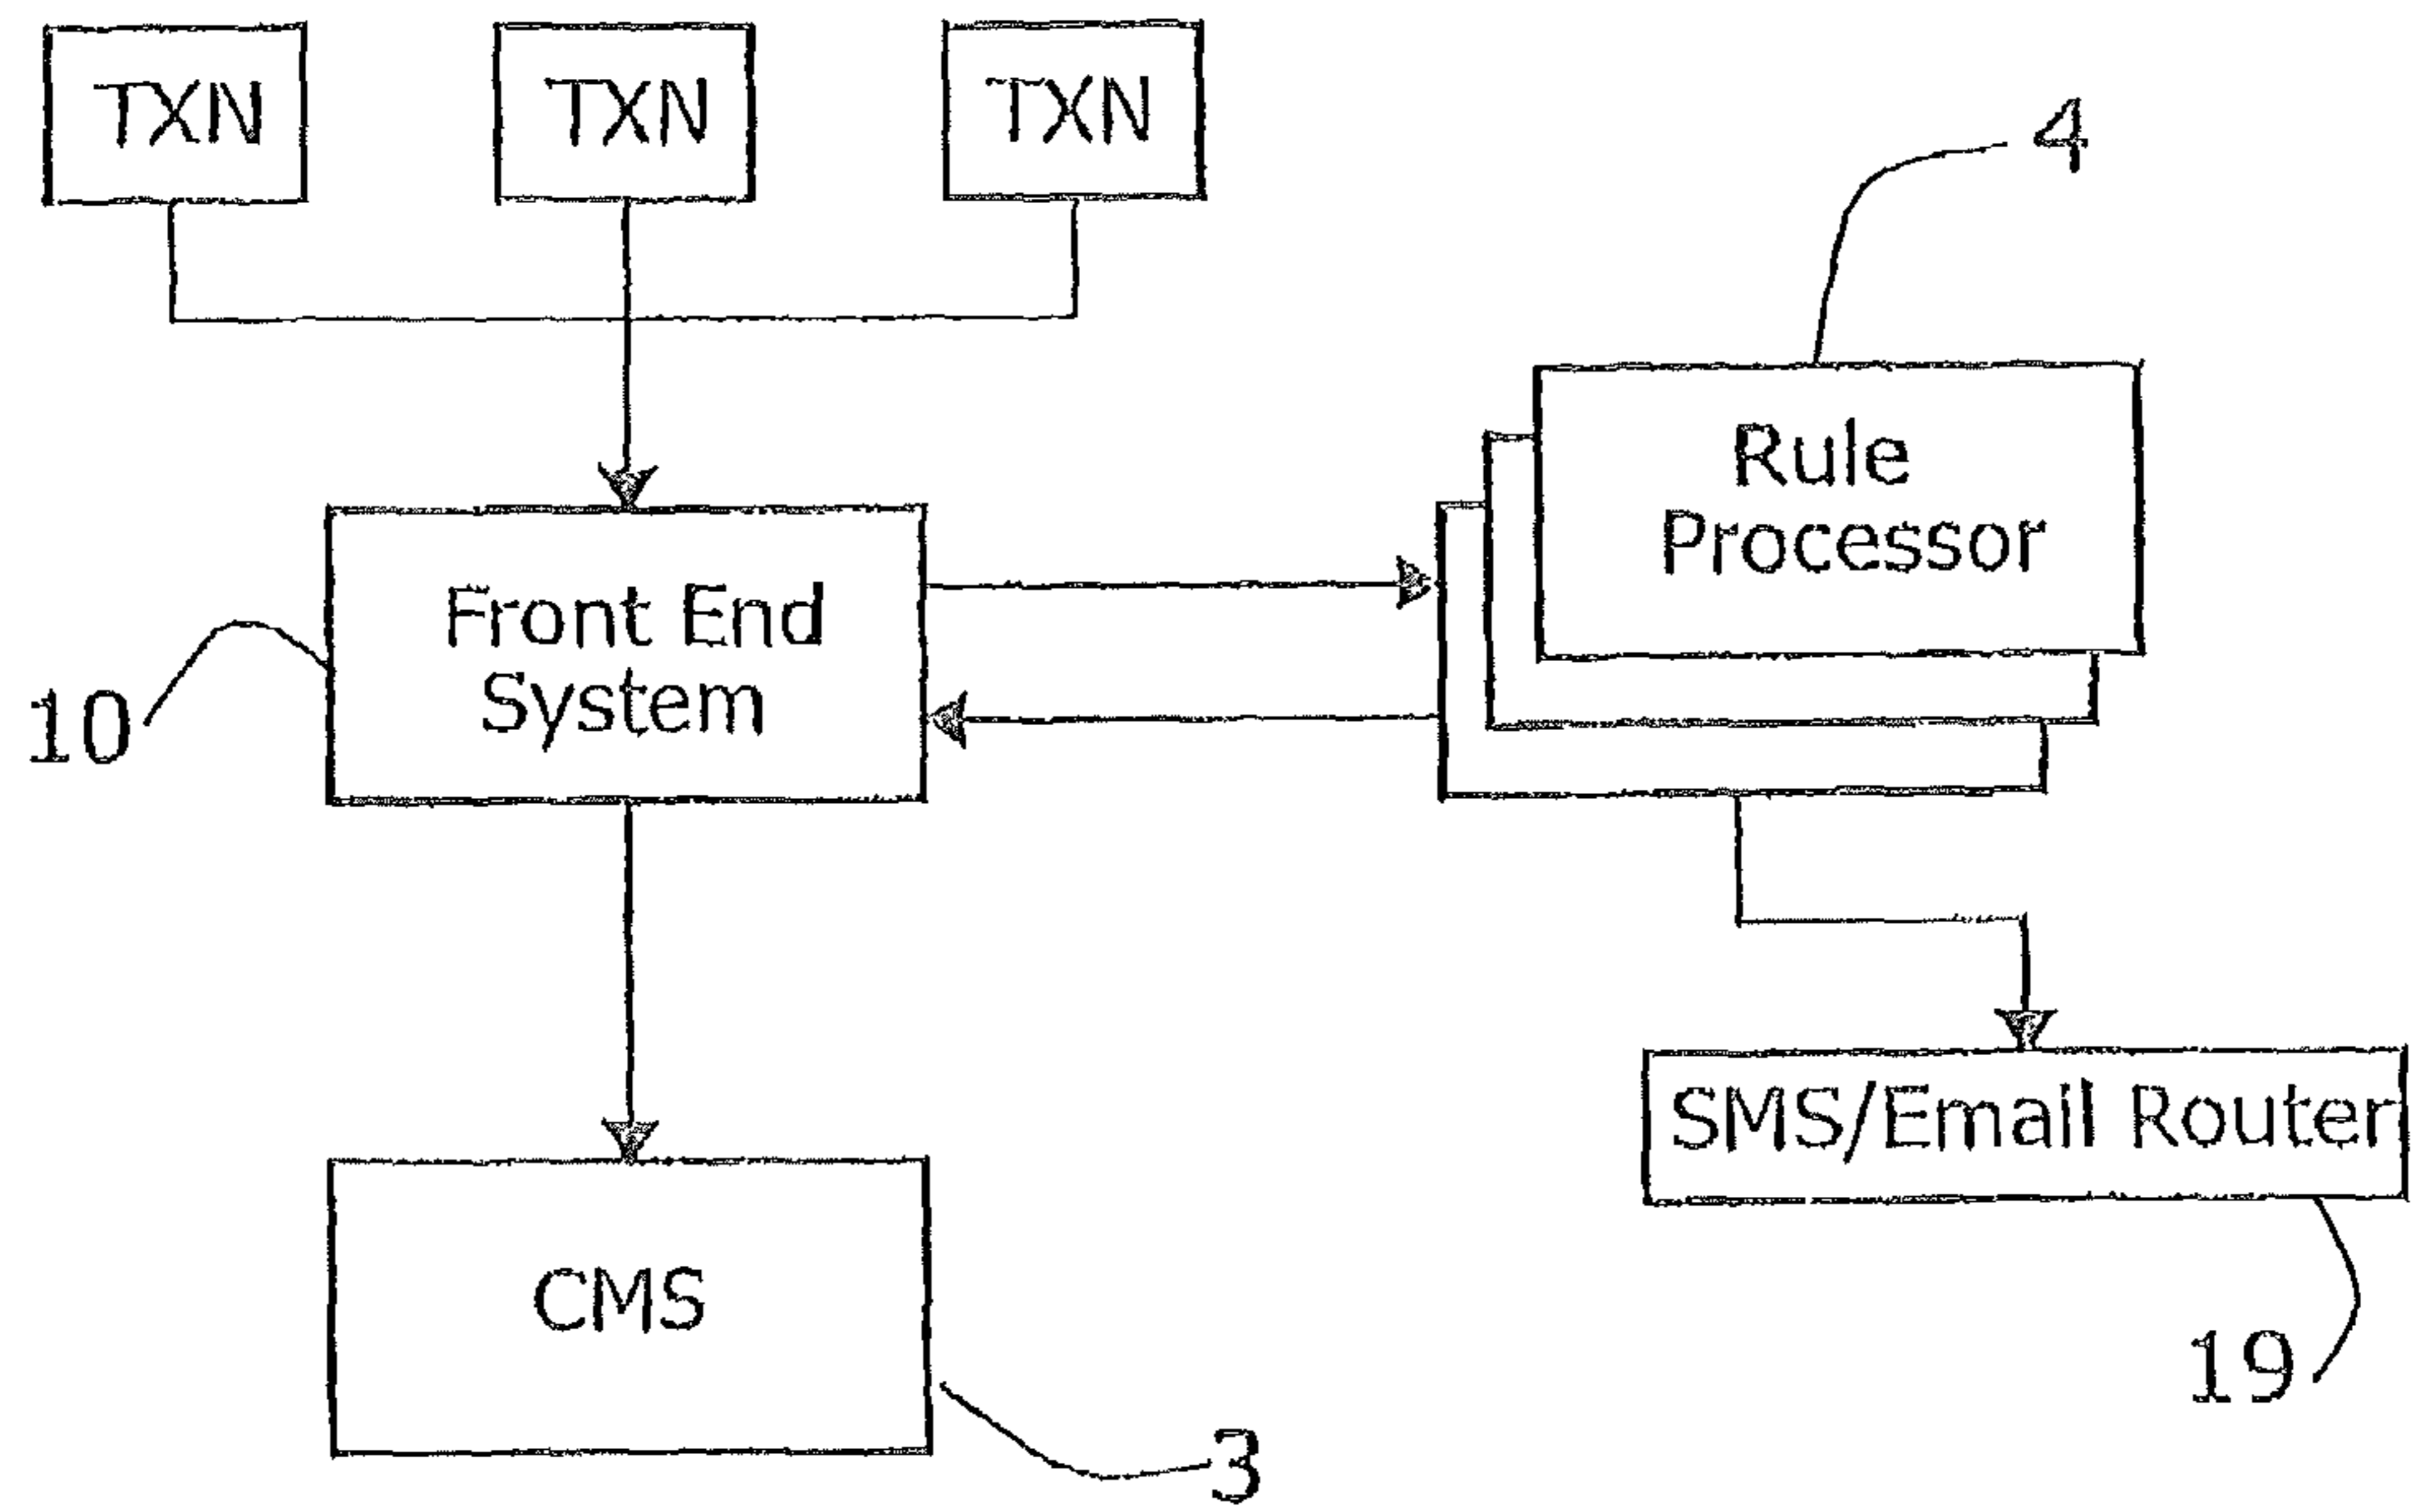 TXN
TXN
TXN
4
Rule
Processor
Front End
System
10
SMS/Email Router
CMS
19
3